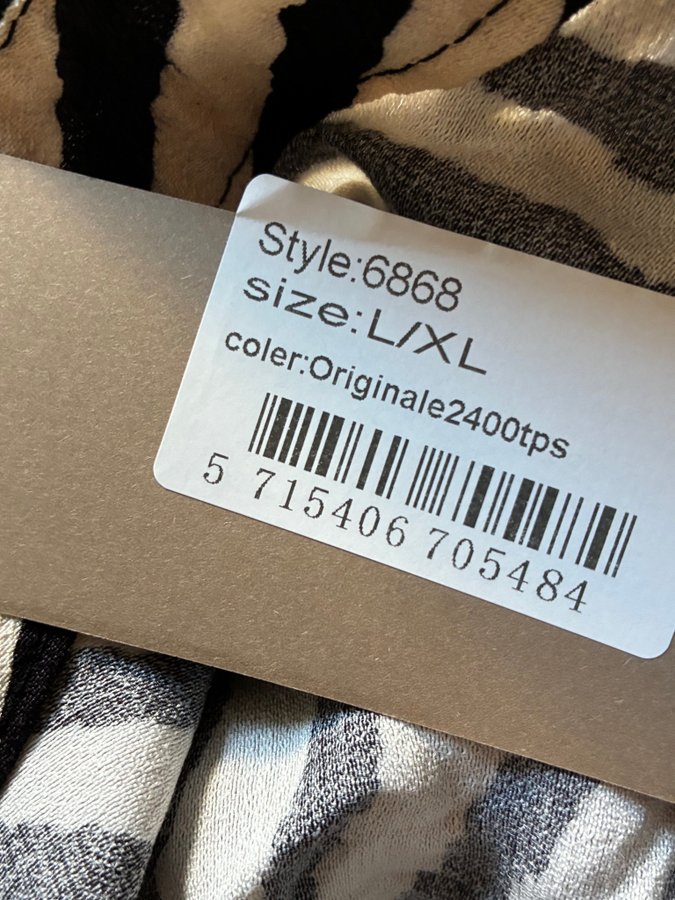 Style:6868
size:L/XL
coler:Originale2400tps
5 715406 705484